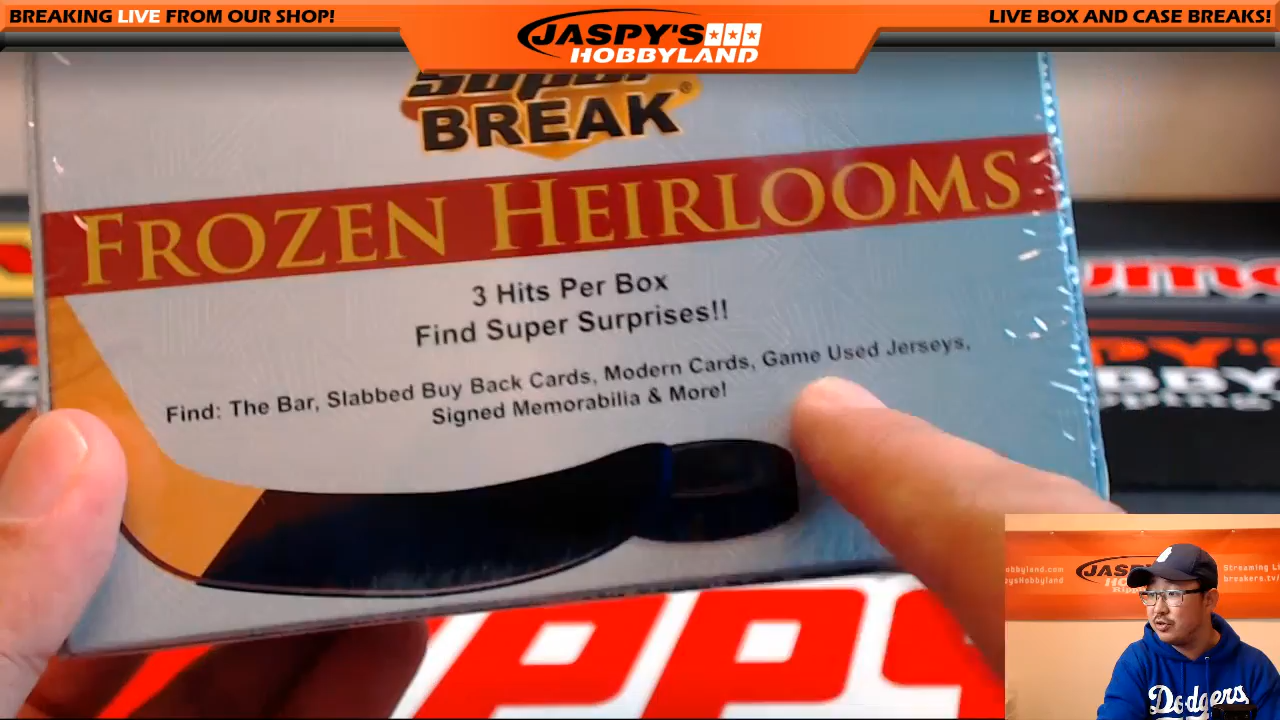 BREAKING LIVE FROM OUR SHOP!
JASPY'S
HOBBYLAND
LIVE BOX AND CASE BREAKS!
Super
BREAK®
FROZEN HEIRLOOMS
3 Hits Per Box
Find Super Surprises!!
Find: The Bar, Slabbed Buy Back Cards, Modern Cards, Game Used Jerseys,
Signed Memorabilia & More!
Dodgers